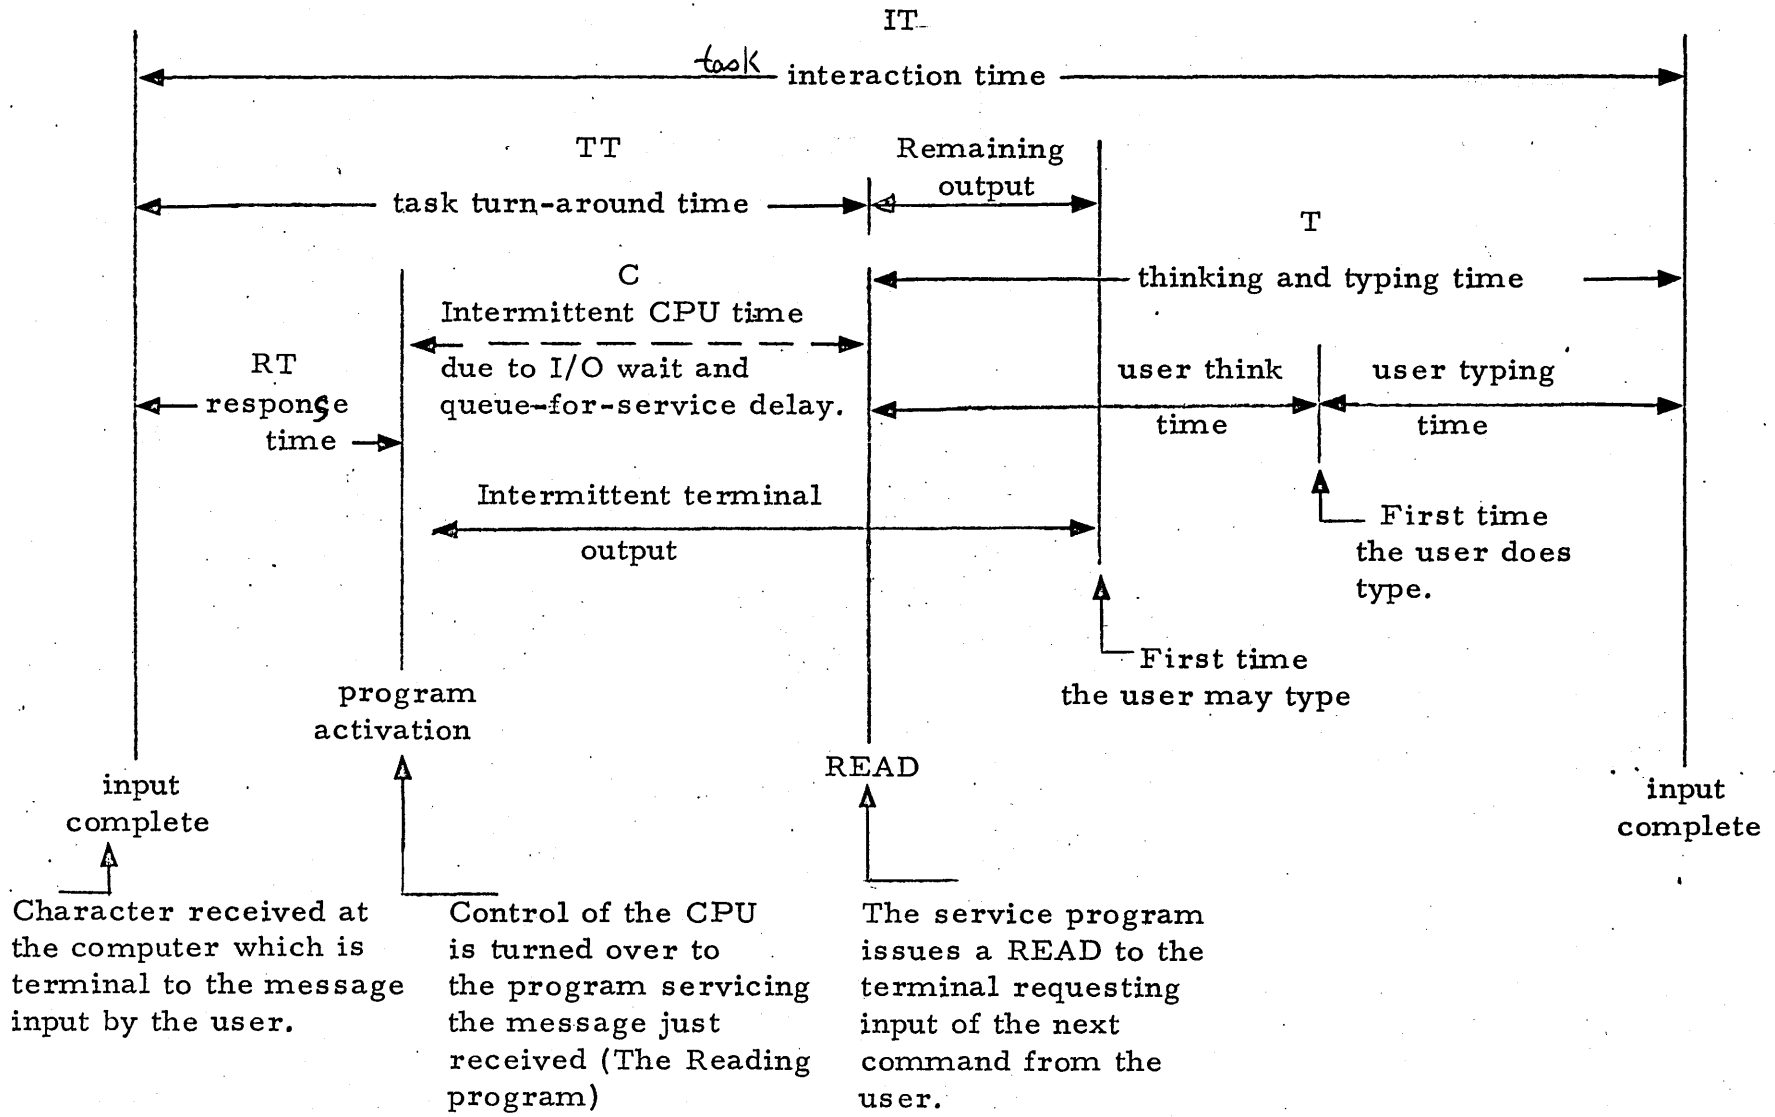 IT
task
interaction time
TT
task turn-around time
Remaining
output
T
thinking and typing time
C
Intermittent CPU time
due to I/O wait and
queue-for-service delay.
RT
response
time
user think
time
user typing
time
Intermittent terminal
output
First time
the user does
type.
First time
the user may type
program
activation
READ
input
complete
input
complete
Character received at
the computer which is
terminal to the message
input by the user.
Control of the CPU
is turned over to
the program servicing
the message just
received (The Reading
program)
The service program
issues a READ to the
terminal requesting
input of the next
command from the
user.